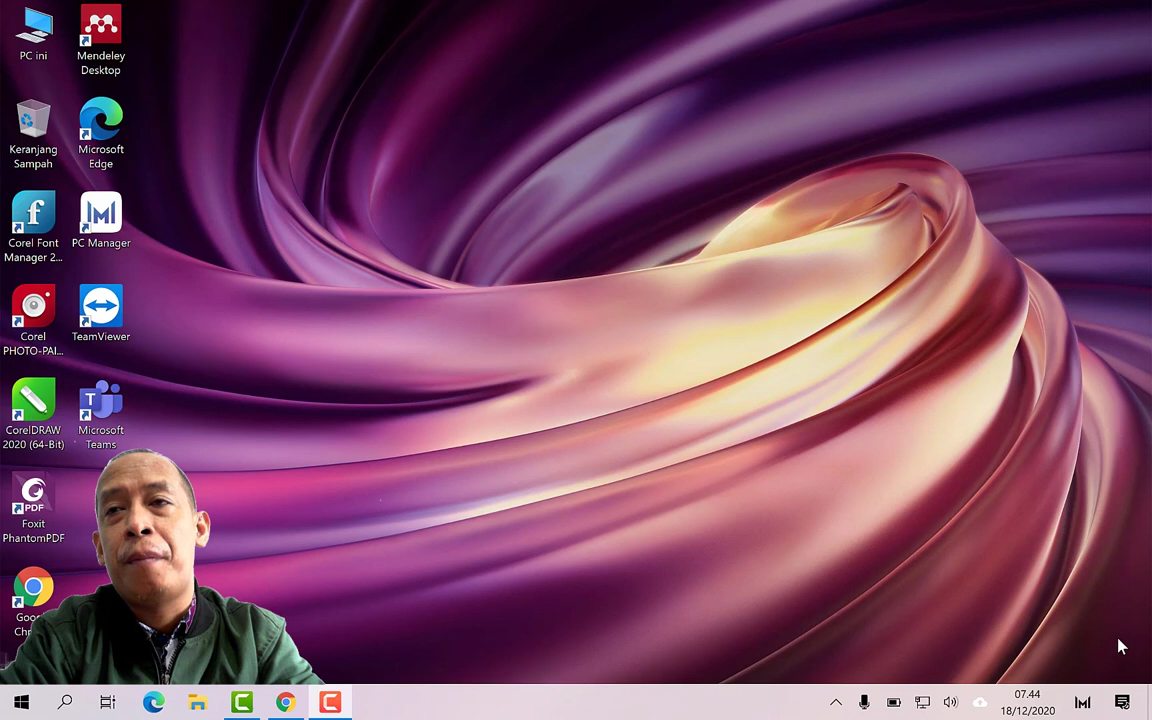 PC ini
Mendeley
Desktop
Keranjang
Sampah
Microsoft
Edge
Corel Font
Manager 2...
PC Manager
Corel
PHOTO-PAI...
TeamViewer
CorelDRAW
2020 (64-Bit)
T
Microsoft
Teams
PDF
Foxit
PhantomPDF
07.44
18/12/2020